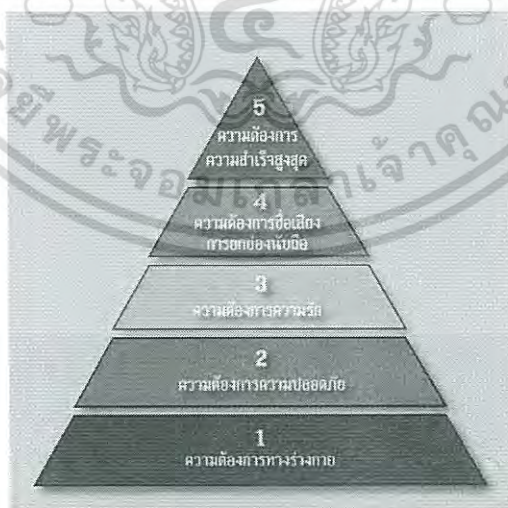 5
ความต้องการ
ความสำเร็จสูงสุด
4
ความต้องการชื่อเสียง
การยกย่องนับถือ
3
ความต้องการความรัก
2
ความต้องการความปลอดภัย
1
ความต้องการทางร่างกาย